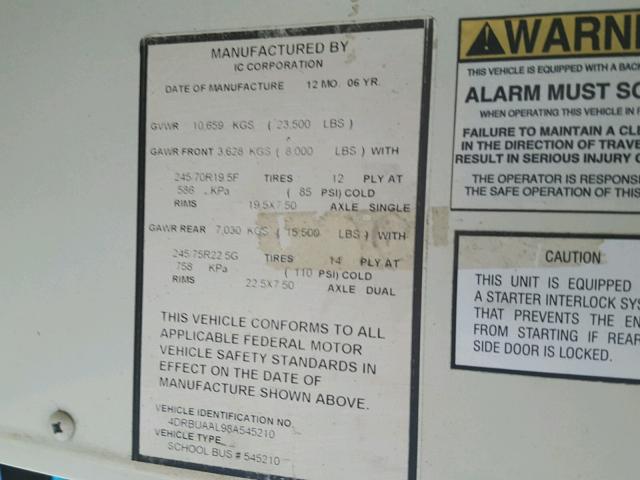 MANUFACTURED BY
IC CORPORATION
DATE OF MANUFACTURE 12 MO. 06 YR.
GVWR 10,659 KGS ( 23,500 LBS )
GAWR FRONT 3,628 KGS ( 8,000 LBS ) WITH
245/70R19.5F TIRES 12 PLY AT
586 KPa ( 85 PSI) COLD
RIMS 19.5X7.50 AXLE SINGLE
GAWR REAR 7,030 KGS ( 15,500 LBS ) WITH
245/75R22.5G TIRES 14 PLY AT
758 KPa ( 110 PSI) COLD
RIMS 22.5X7.50 AXLE DUAL
THIS VEHICLE CONFORMS TO ALL
APPLICABLE FEDERAL MOTOR
VEHICLE SAFETY STANDARDS IN
EFFECT ON THE DATE OF
MANUFACTURE SHOWN ABOVE.
VEHICLE IDENTIFICATION NO.
4DRBUAAL98A545210
VEHICLE TYPE
SCHOOL BUS # 545210
WARNI
THIS VEHICLE IS EQUIPPED WITH A BACK
ALARM MUST SO
WHEN OPERATING THIS VEHICLE IN R
FAILURE TO MAINTAIN A CLE
IN THE DIRECTION OF TRAVE
RESULT IN SERIOUS INJURY O
THE OPERATOR IS RESPONSI
THE SAFE OPERATION OF THIS
CAUTION
THIS UNIT IS EQUIPPED
A STARTER INTERLOCK SYS
THAT PREVENTS THE EN
FROM STARTING IF REAR
SIDE DOOR IS LOCKED.